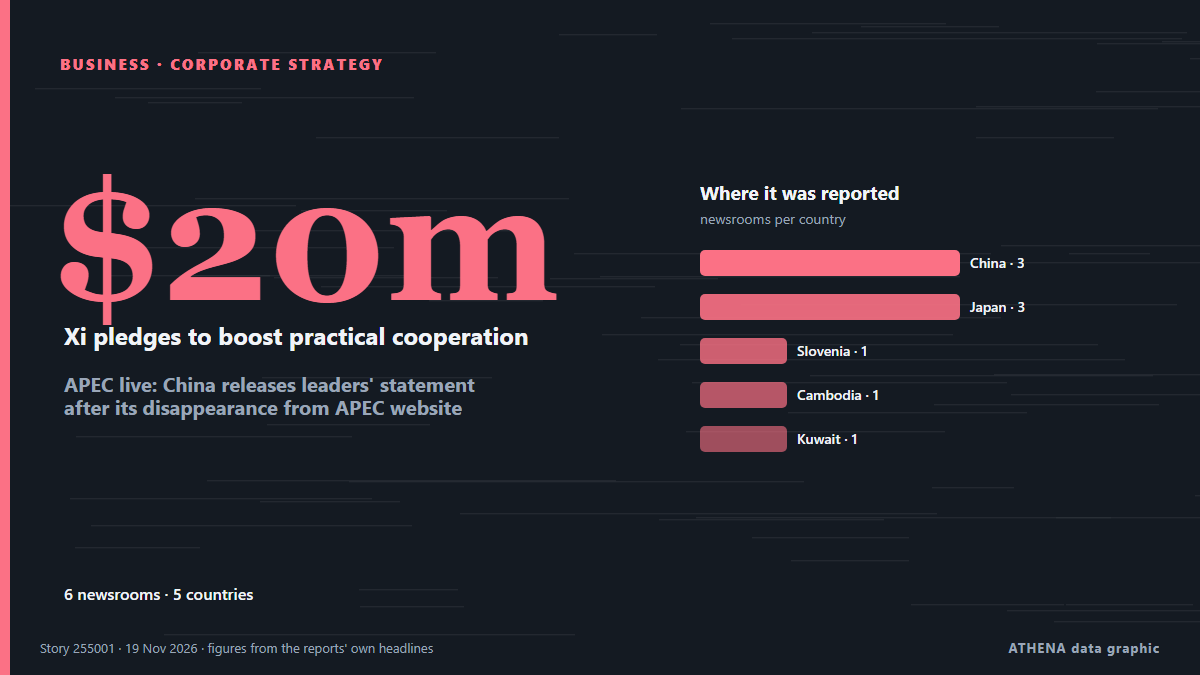 BUSINESS · CORPORATE STRATEGY
$20m
Xi pledges to boost practical cooperation
APEC live: China releases leaders' statement
after its disappearance from APEC website
6 newsrooms · 5 countries
Where it was reported
newsrooms per country
China · 3
Japan · 3
Slovenia · 1
Cambodia · 1
Kuwait · 1
Story 255001 · 19 Nov 2026 · figures from the reports' own headlines
ATHENA data graphic